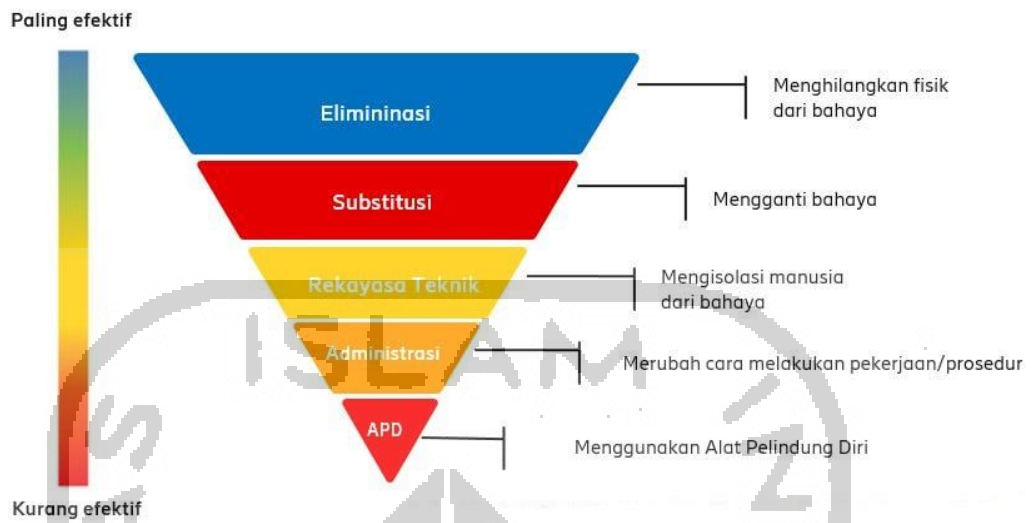 Paling efektif
Elimininasi
Menghilangkan fisik
dari bahaya
Substitusi
Mengganti bahaya
Rekayasa Teknik
Mengisolasi manusia
dari bahaya
ISLAM
Administrasi
Merubah cara melakukan pekerjaan/prosedur
APD
Menggunakan Alat Pelindung Diri
Kurang efektif